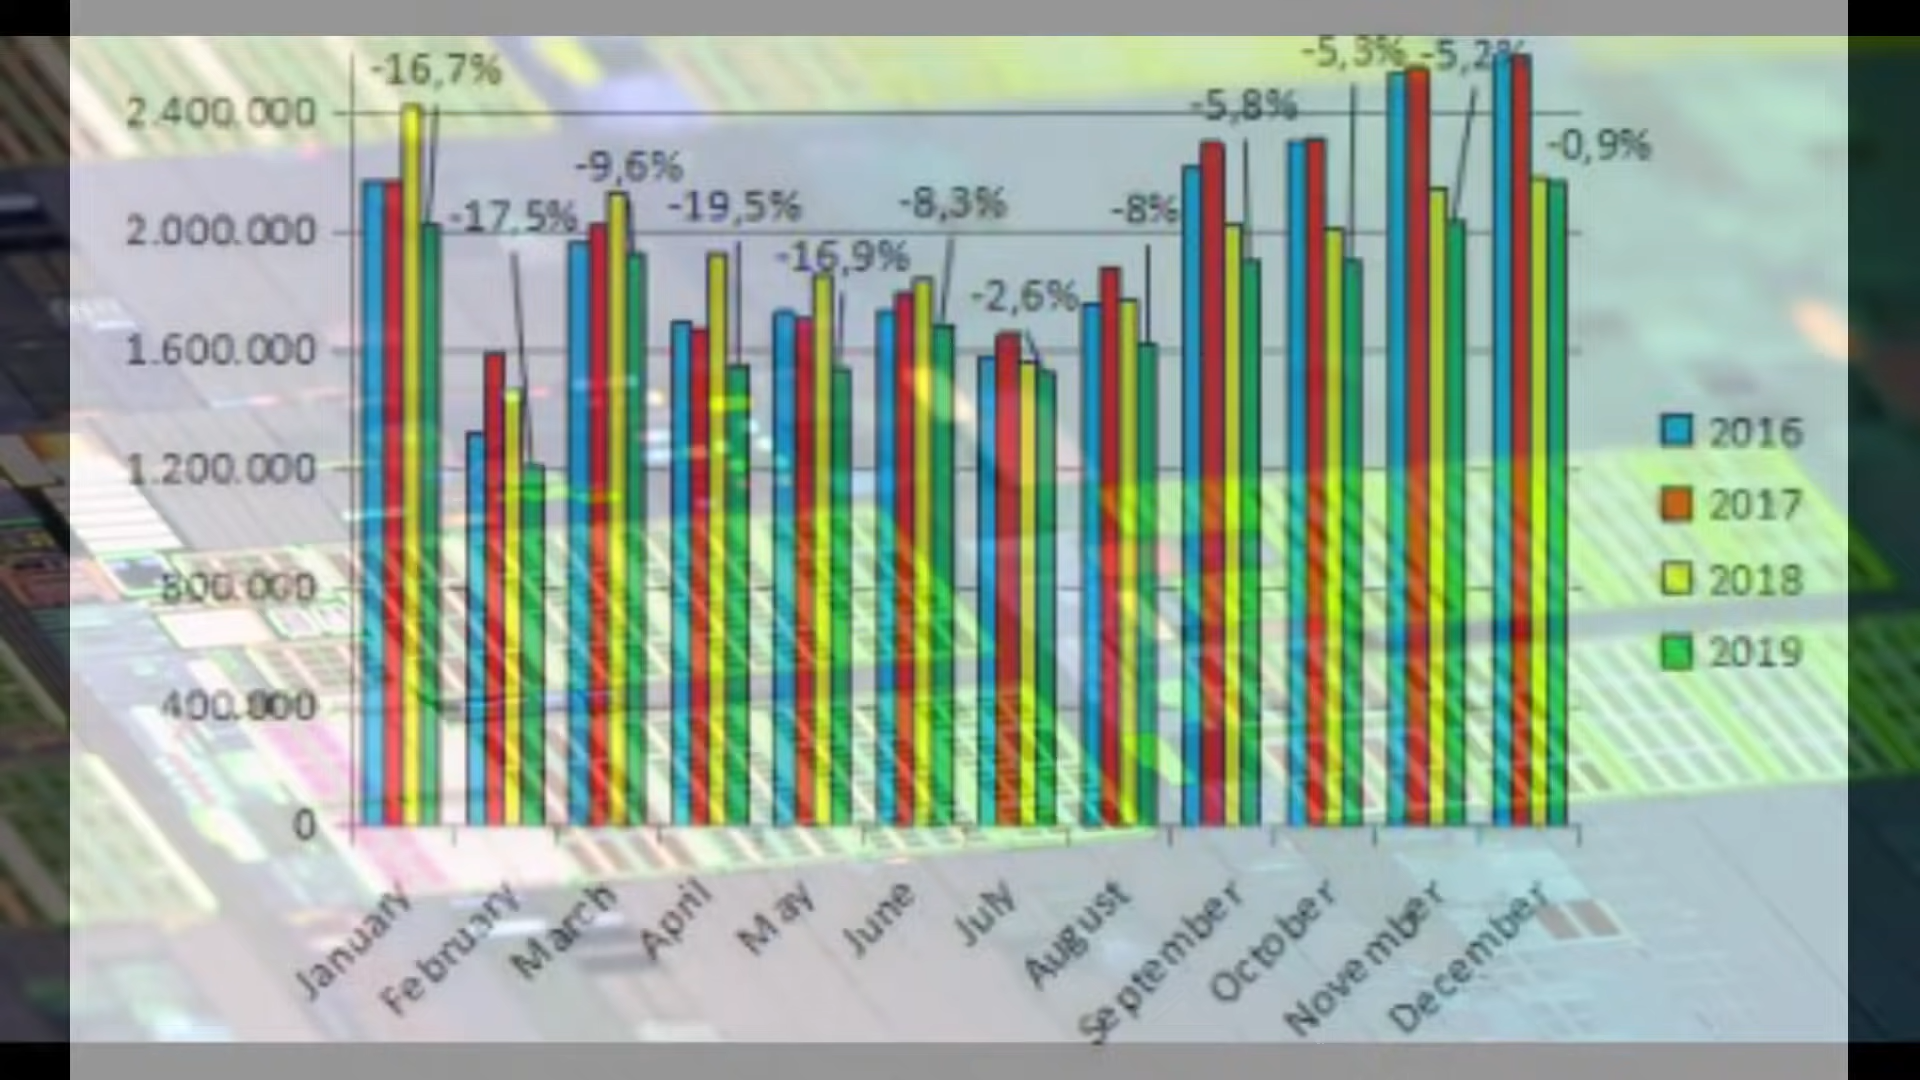 -16,7%
-5,3%
-5,2%
2.400.000
-5,8%
-0,9%
-9,6%
-17,5%
-19,5%
-8,3%
-8%
2.000.000
-16,9%
-2,6%
1.600.000
2016
1.200.000
2017
800.000
2018
2019
400.000
0
January
February
March
April
May
June
July
August
September
October
November
December